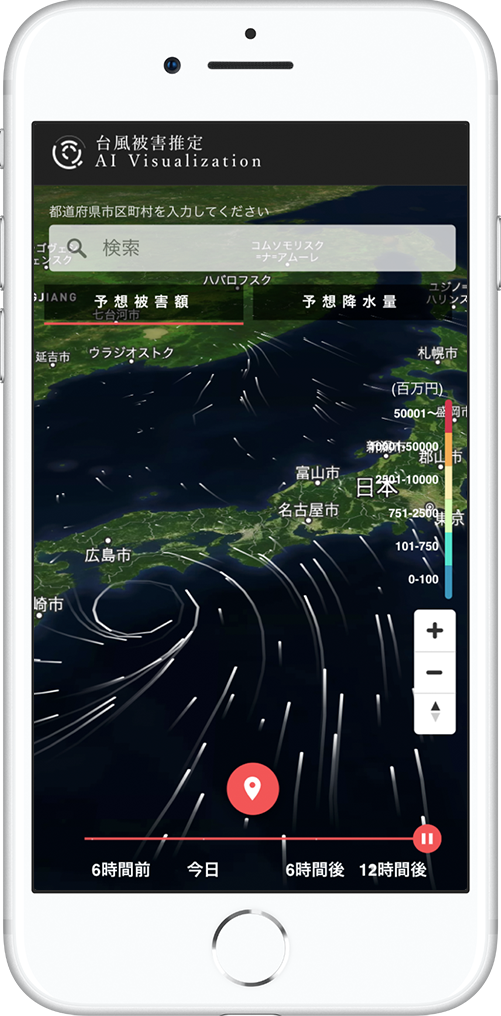 台風被害推定
AI Visualization
都道府県市区町村を入力してください
検索
コムソモリスク
=ナ=アムーレ
ゴヴェ
ェンスク
ハバロフスク
ユジノ=
ハリンス
GJIANG
予想被害額
予想降水量
七台河市
延吉市
ウラジオストク
札幌市
(百万円)
50001〜
盛岡市
10001-50000
郡山市
富山市
2501-10000
日本
名古屋市
751-2500
東京
広島市
101-750
0-100
崎市
6時間前
今日
6時間後
12時間後